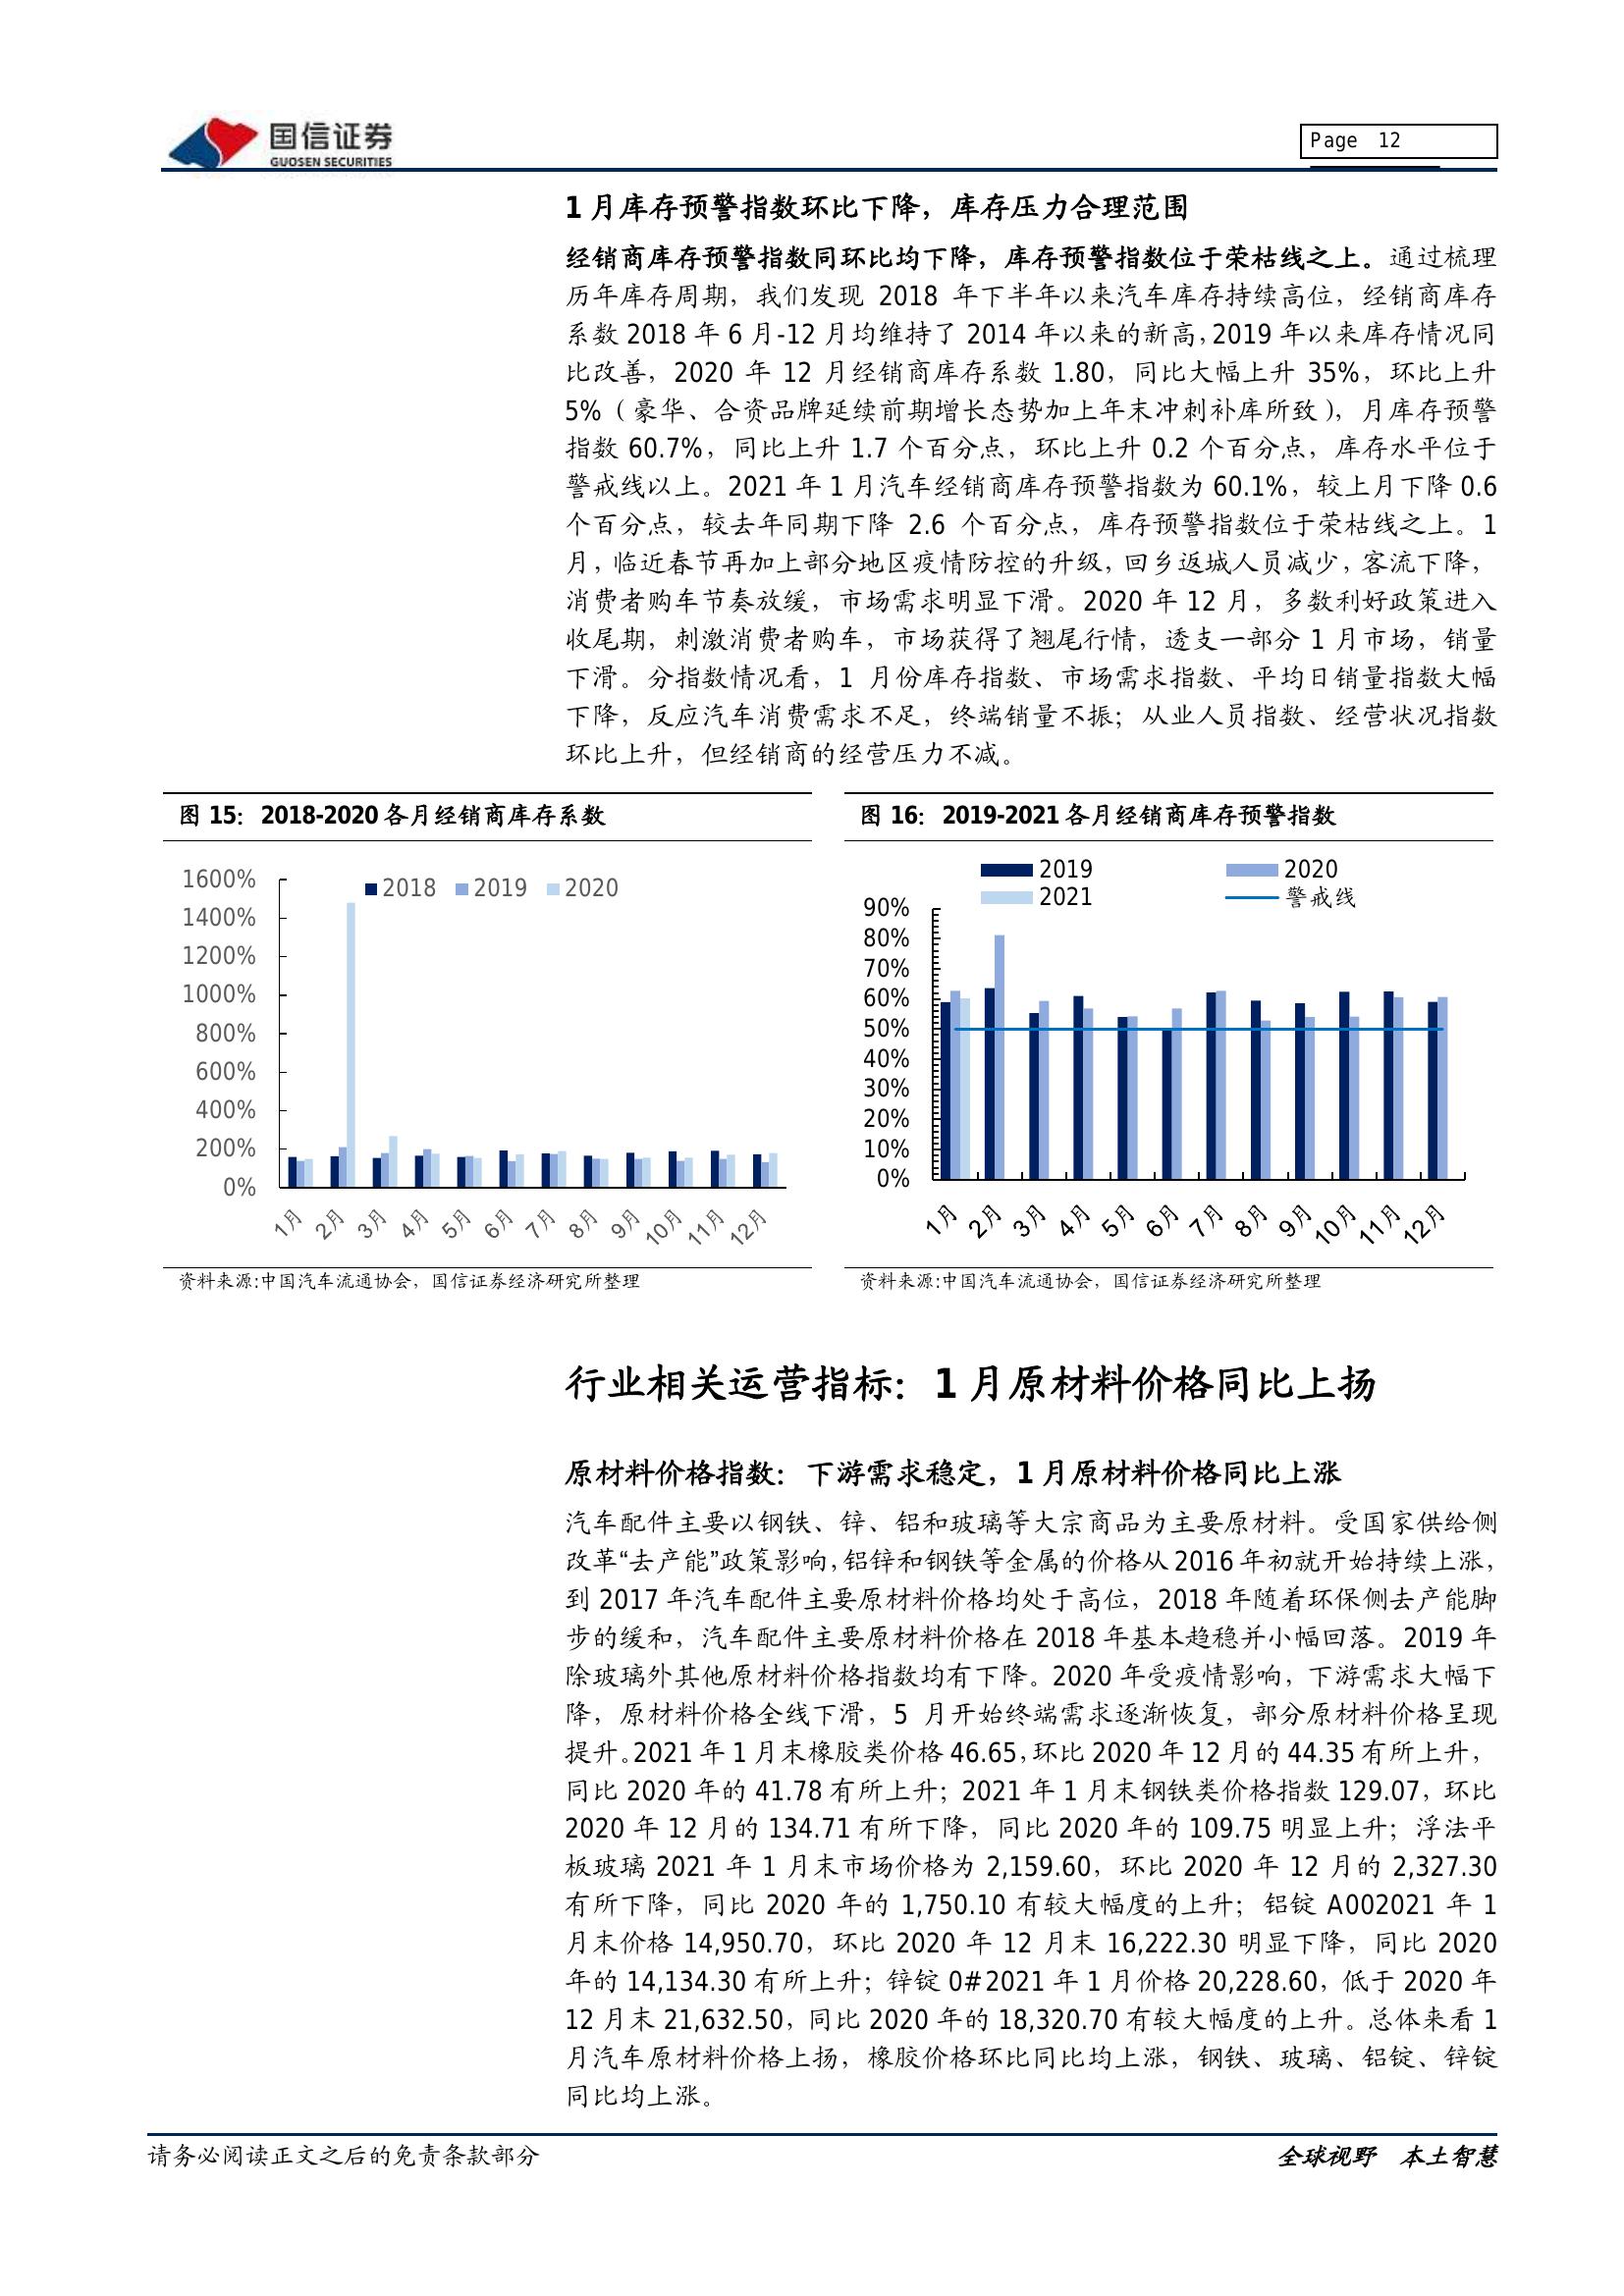 国信证券
GUOSEN SECURITIES
Page 12
1 月库存预警指数环比下降，库存压力合理范围
经销商库存预警指数同环比均下降，库存预警指数位于荣枯线之上。通过梳理
历年库存周期，我们发现 2018 年下半年以来汽车库存持续高位，经销商库存
系数 2018 年 6 月-12 月均维持了 2014 年以来的新高，2019 年以来库存情况同
比改善，2020 年 12 月经销商库存系数 1.80，同比大幅上升 35%，环比上升
5%（豪华、合资品牌延续前期增长态势加上年末冲刺补库所致），月库存预警
指数 60.7%，同比上升 1.7 个百分点，环比上升 0.2 个百分点，库存水平位于
警戒线以上。2021 年 1 月汽车经销商库存预警指数为 60.1%，较上月下降 0.6
个百分点，较去年同期下降 2.6 个百分点，库存预警指数位于荣枯线之上。1
月，临近春节再加上部分地区疫情防控的升级，回乡返城人员减少，客流下降，
消费者购车节奏放缓，市场需求明显下滑。2020 年 12 月，多数利好政策进入
收尾期，刺激消费者购车，市场获得了翘尾行情，透支一部分 1 月市场，销量
下滑。分指数情况看，1 月份库存指数、市场需求指数、平均日销量指数大幅
下降，反应汽车消费需求不足，终端销量不振；从业人员指数、经营状况指数
环比上升，但经销商的经营压力不减。
图 15：2018-2020 各月经销商库存系数
1600%
1400%
1200%
1000%
800%
600%
400%
200%
0%
2018 2019 2020
1月 2月 3月 4月 5月 6月 7月 8月 9月 10月 11月 12月
资料来源:中国汽车流通协会，国信证券经济研究所整理
图 16：2019-2021 各月经销商库存预警指数
2019 2020
2021 警戒线
90%
80%
70%
60%
50%
40%
30%
20%
10%
0%
1月 2月 3月 4月 5月 6月 7月 8月 9月 10月 11月 12月
资料来源:中国汽车流通协会，国信证券经济研究所整理
行业相关运营指标：1 月原材料价格同比上扬
原材料价格指数：下游需求稳定，1 月原材料价格同比上涨
汽车配件主要以钢铁、锌、铝和玻璃等大宗商品为主要原材料。受国家供给侧
改革“去产能”政策影响，铝锌和钢铁等金属的价格从 2016 年初就开始持续上涨，
到 2017 年汽车配件主要原材料价格均处于高位，2018 年随着环保侧去产能脚
步的缓和，汽车配件主要原材料价格在 2018 年基本趋稳并小幅回落。2019 年
除玻璃外其他原材料价格指数均有下降。2020 年受疫情影响，下游需求大幅下
降，原材料价格全线下滑，5 月开始终端需求逐渐恢复，部分原材料价格呈现
提升。2021 年 1 月末橡胶类价格 46.65，环比 2020 年 12 月的 44.35 有所上升，
同比 2020 年的 41.78 有所上升；2021 年 1 月末钢铁类价格指数 129.07，环比
2020 年 12 月的 134.71 有所下降，同比 2020 年的 109.75 明显上升；浮法平
板玻璃 2021 年 1 月末市场价格为 2,159.60，环比 2020 年 12 月的 2,327.30
有所下降，同比 2020 年的 1,750.10 有较大幅度的上升；铝锭 A002021 年 1
月末价格 14,950.70，环比 2020 年 12 月末 16,222.30 明显下降，同比 2020
年的 14,134.30 有所上升；锌锭 0#2021 年 1 月价格 20,228.60，低于 2020 年
12 月末 21,632.50，同比 2020 年的 18,320.70 有较大幅度的上升。总体来看 1
月汽车原材料价格上扬，橡胶价格环比同比均上涨，钢铁、玻璃、铝锭、锌锭
同比均上涨。
请务必阅读正文之后的免责条款部分
全球视野 本土智慧